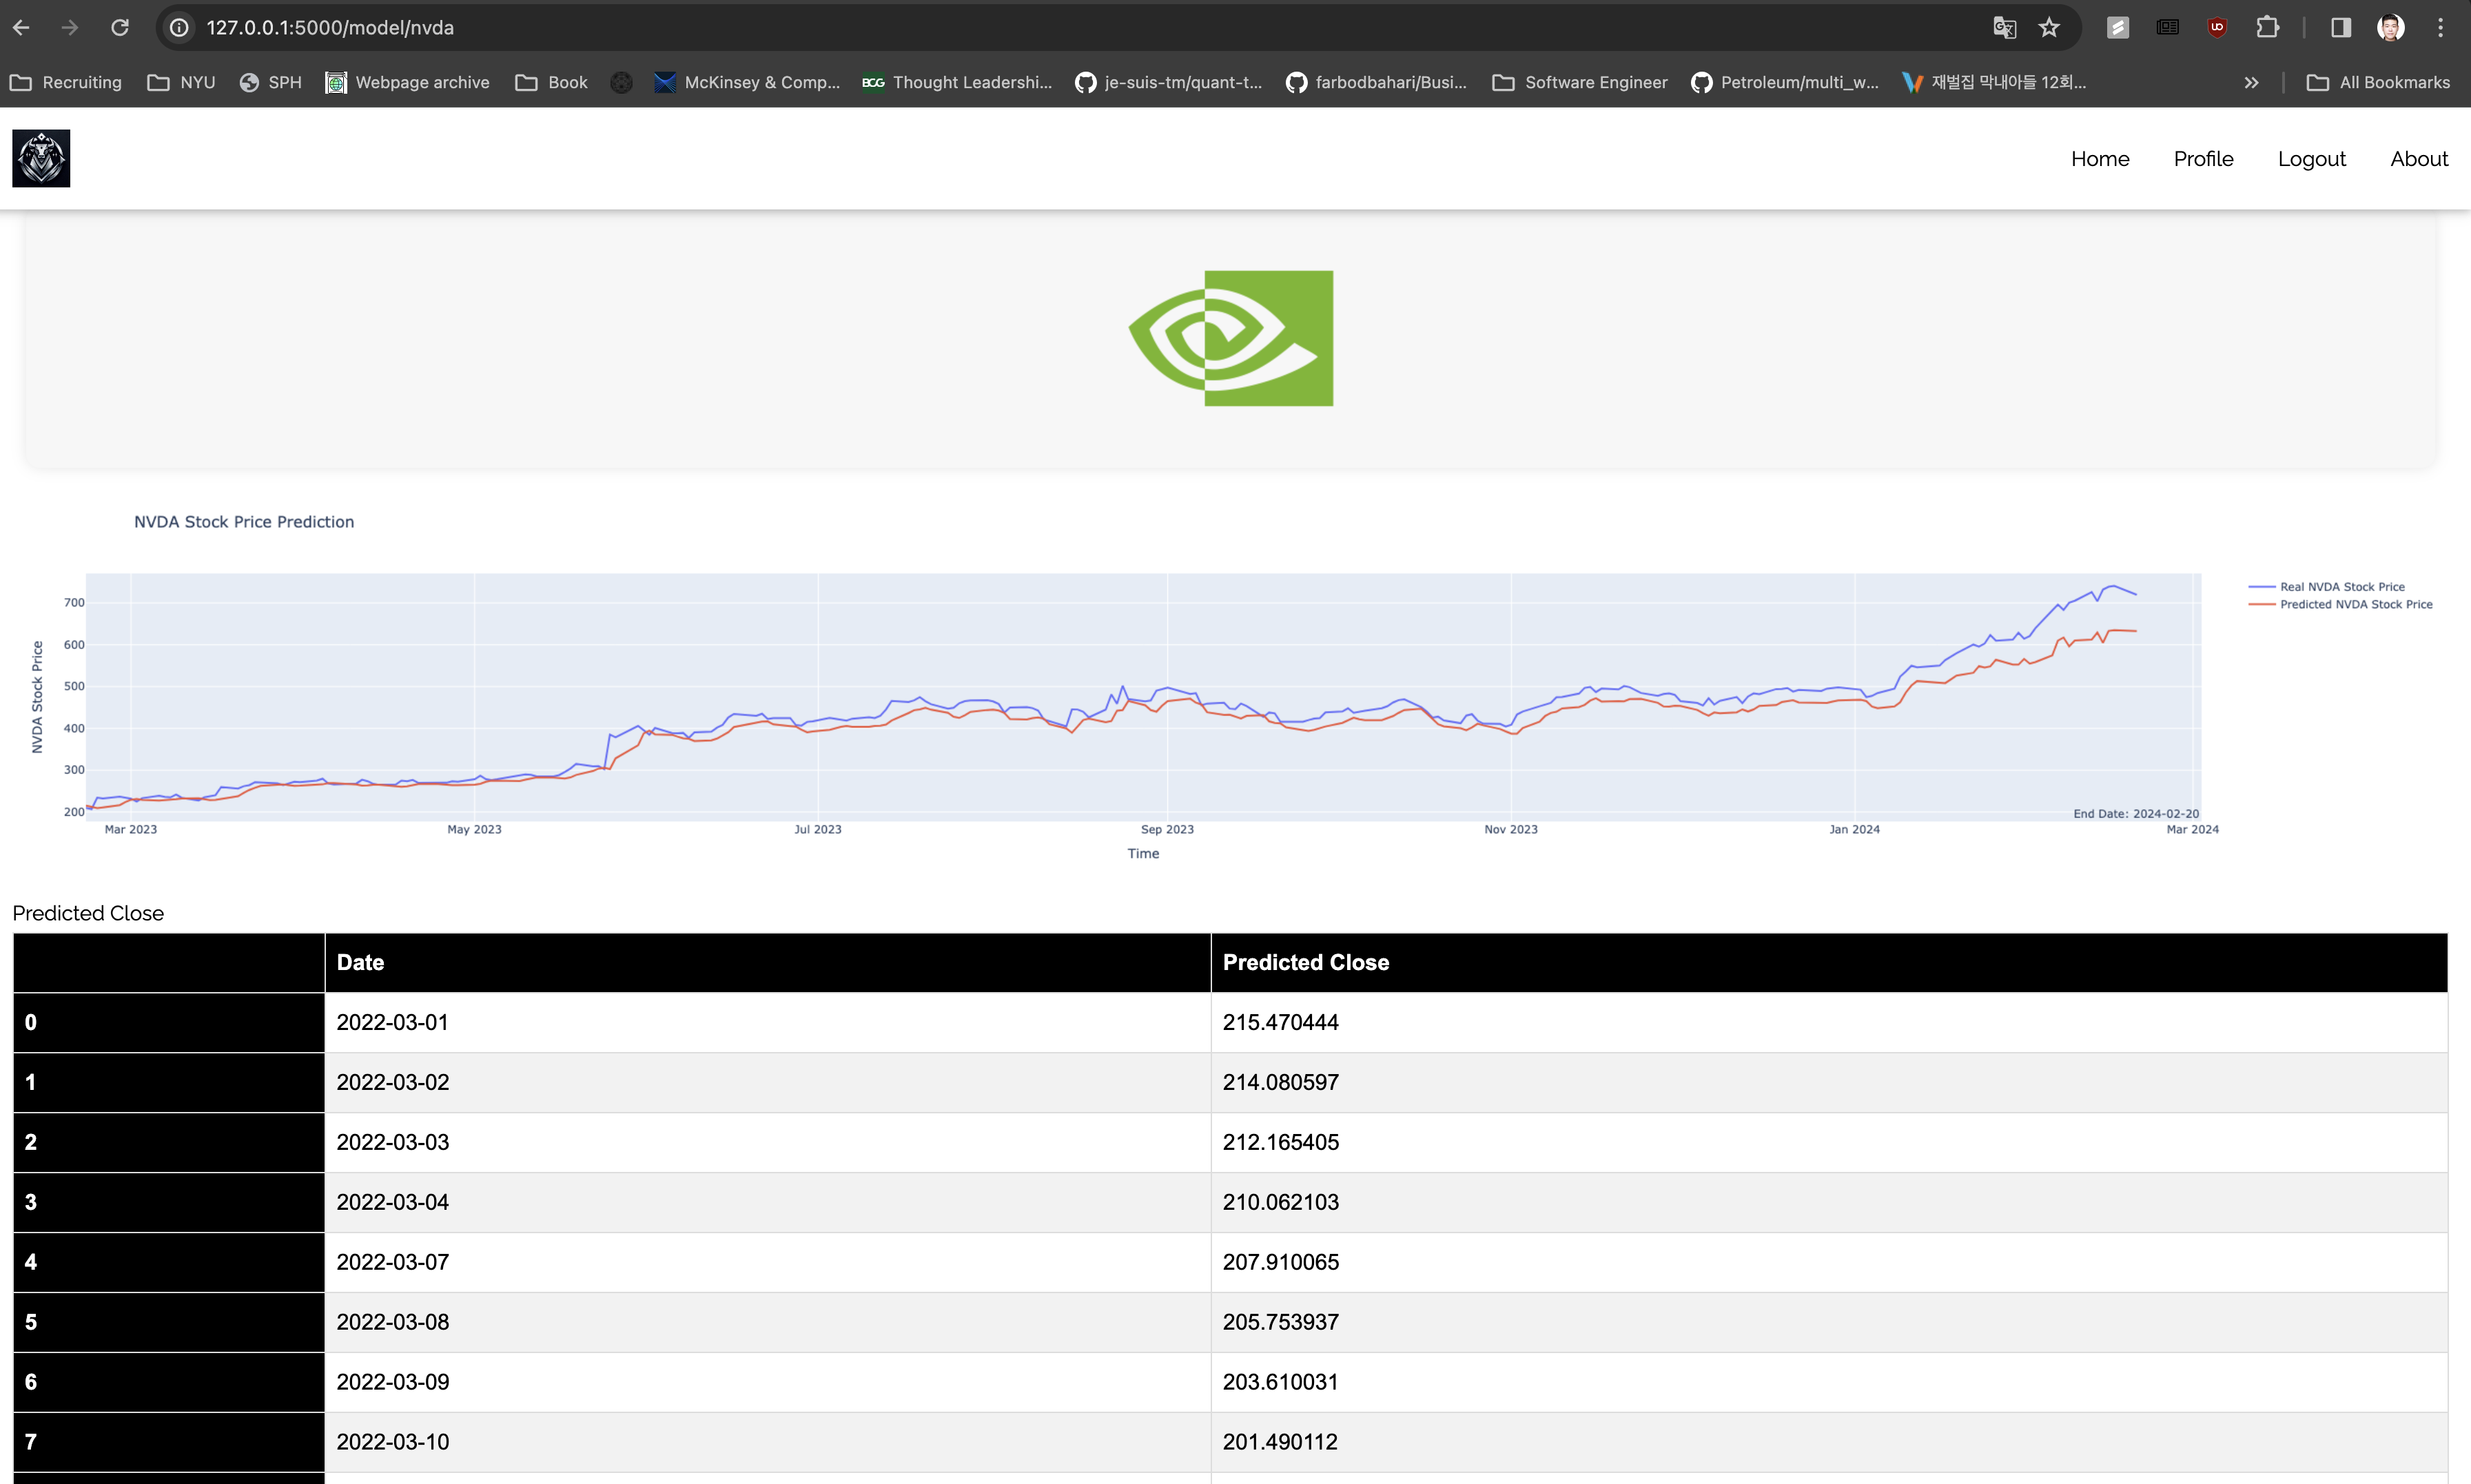 127.0.0.1:5000/model/nvda
Recruiting NYU SPH Webpage archive Book McKinsey & Comp... BCG Thought Leadershi... je-suis-tm/quant-t... farbodbahari/Busi... Software Engineer Petroleum/multi_w... 재벌집 막내아들 12회... » All Bookmarks
Home Profile Logout About
NVDA Stock Price Prediction
Real NVDA Stock Price
Predicted NVDA Stock Price
NVDA Stock Price
700
600
500
400
300
200
End Date: 2024-02-20
Mar 2023 May 2023 Jul 2023 Sep 2023 Nov 2023 Jan 2024 Mar 2024
Time
Predicted Close
Date Predicted Close
0 2022-03-01 215.470444
1 2022-03-02 214.080597
2 2022-03-03 212.165405
3 2022-03-04 210.062103
4 2022-03-07 207.910065
5 2022-03-08 205.753937
6 2022-03-09 203.610031
7 2022-03-10 201.490112